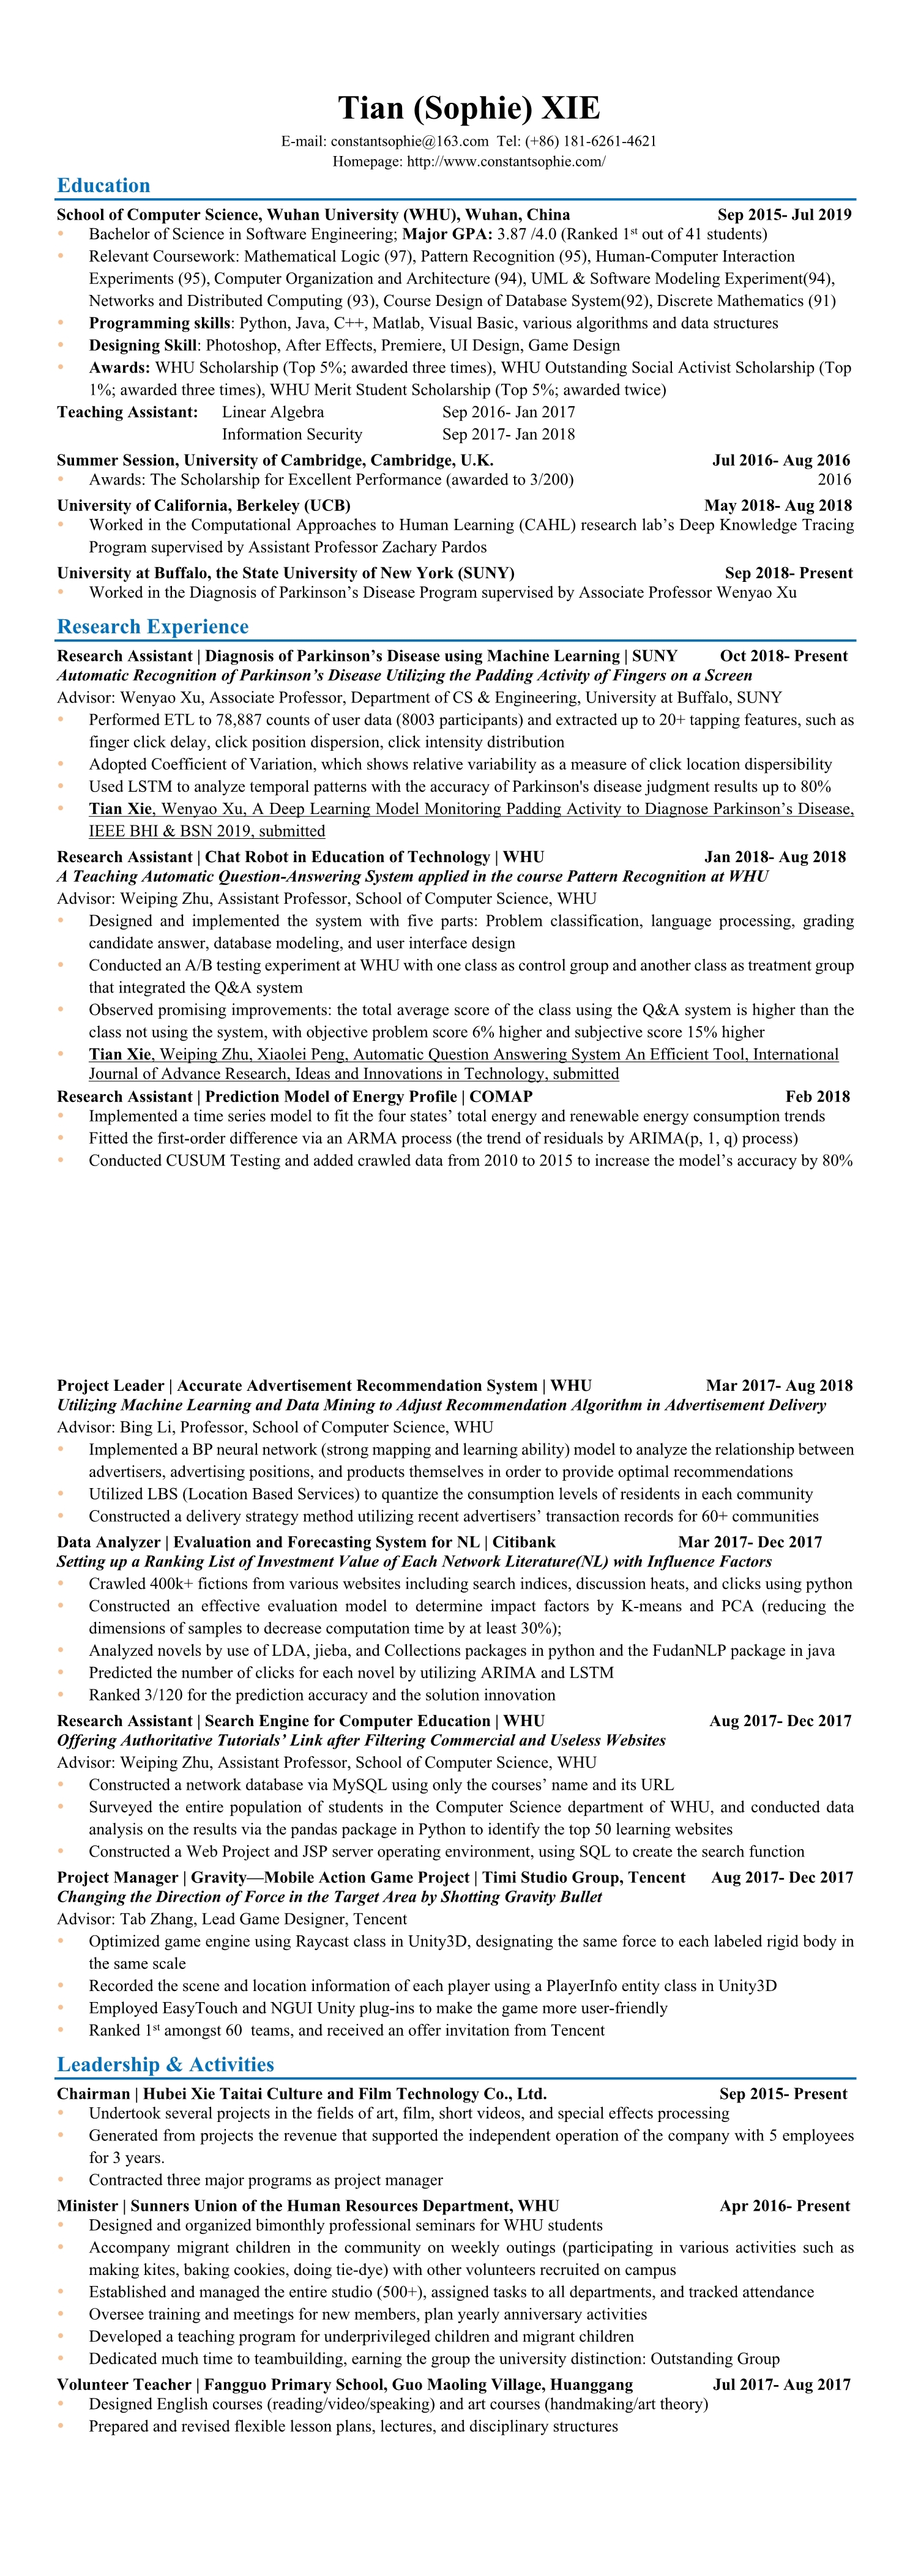 Tian (Sophie) XIE
E-mail: constantsophie@163.com Tel: (+86) 181-6261-4621
Homepage: http://www.constantsophie.com/
Education
School of Computer Science, Wuhan University (WHU), Wuhan, China Sep 2015- Jul 2019
• Bachelor of Science in Software Engineering; Major GPA: 3.87 /4.0 (Ranked 1st out of 41 students)
• Relevant Coursework: Mathematical Logic (97), Pattern Recognition (95), Human-Computer Interaction
Experiments (95), Computer Organization and Architecture (94), UML & Software Modeling Experiment(94),
Networks and Distributed Computing (93), Course Design of Database System(92), Discrete Mathematics (91)
• Programming skills: Python, Java, C++, Matlab, Visual Basic, various algorithms and data structures
• Designing Skill: Photoshop, After Effects, Premiere, UI Design, Game Design
• Awards: WHU Scholarship (Top 5%; awarded three times), WHU Outstanding Social Activist Scholarship (Top
1%; awarded three times), WHU Merit Student Scholarship (Top 5%; awarded twice)
Teaching Assistant: Linear Algebra Sep 2016- Jan 2017
Information Security Sep 2017- Jan 2018
Summer Session, University of Cambridge, Cambridge, U.K. Jul 2016- Aug 2016
• Awards: The Scholarship for Excellent Performance (awarded to 3/200) 2016
University of California, Berkeley (UCB) May 2018- Aug 2018
• Worked in the Computational Approaches to Human Learning (CAHL) research lab’s Deep Knowledge Tracing
Program supervised by Assistant Professor Zachary Pardos
University at Buffalo, the State University of New York (SUNY) Sep 2018- Present
• Worked in the Diagnosis of Parkinson’s Disease Program supervised by Associate Professor Wenyao Xu
Research Experience
Research Assistant | Diagnosis of Parkinson’s Disease using Machine Learning | SUNY Oct 2018- Present
Automatic Recognition of Parkinson’s Disease Utilizing the Padding Activity of Fingers on a Screen
Advisor: Wenyao Xu, Associate Professor, Department of CS & Engineering, University at Buffalo, SUNY
• Performed ETL to 78,887 counts of user data (8003 participants) and extracted up to 20+ tapping features, such as
finger click delay, click position dispersion, click intensity distribution
• Adopted Coefficient of Variation, which shows relative variability as a measure of click location dispersibility
• Used LSTM to analyze temporal patterns with the accuracy of Parkinson's disease judgment results up to 80%
• Tian Xie, Wenyao Xu, A Deep Learning Model Monitoring Padding Activity to Diagnose Parkinson’s Disease,
IEEE BHI & BSN 2019, submitted
Research Assistant | Chat Robot in Education of Technology | WHU Jan 2018- Aug 2018
A Teaching Automatic Question-Answering System applied in the course Pattern Recognition at WHU
Advisor: Weiping Zhu, Assistant Professor, School of Computer Science, WHU
• Designed and implemented the system with five parts: Problem classification, language processing, grading
candidate answer, database modeling, and user interface design
• Conducted an A/B testing experiment at WHU with one class as control group and another class as treatment group
that integrated the Q&A system
• Observed promising improvements: the total average score of the class using the Q&A system is higher than the
class not using the system, with objective problem score 6% higher and subjective score 15% higher
• Tian Xie, Weiping Zhu, Xiaolei Peng, Automatic Question Answering System An Efficient Tool, International
Journal of Advance Research, Ideas and Innovations in Technology, submitted
Research Assistant | Prediction Model of Energy Profile | COMAP Feb 2018
• Implemented a time series model to fit the four states’ total energy and renewable energy consumption trends
• Fitted the first-order difference via an ARMA process (the trend of residuals by ARIMA(p, 1, q) process)
• Conducted CUSUM Testing and added crawled data from 2010 to 2015 to increase the model’s accuracy by 80%
Project Leader | Accurate Advertisement Recommendation System | WHU Mar 2017- Aug 2018
Utilizing Machine Learning and Data Mining to Adjust Recommendation Algorithm in Advertisement Delivery
Advisor: Bing Li, Professor, School of Computer Science, WHU
• Implemented a BP neural network (strong mapping and learning ability) model to analyze the relationship between
advertisers, advertising positions, and products themselves in order to provide optimal recommendations
• Utilized LBS (Location Based Services) to quantize the consumption levels of residents in each community
• Constructed a delivery strategy method utilizing recent advertisers’ transaction records for 60+ communities
Data Analyzer | Evaluation and Forecasting System for NL | Citibank Mar 2017- Dec 2017
Setting up a Ranking List of Investment Value of Each Network Literature(NL) with Influence Factors
• Crawled 400k+ fictions from various websites including search indices, discussion heats, and clicks using python
• Constructed an effective evaluation model to determine impact factors by K-means and PCA (reducing the
dimensions of samples to decrease computation time by at least 30%);
• Analyzed novels by use of LDA, jieba, and Collections packages in python and the FudanNLP package in java
• Predicted the number of clicks for each novel by utilizing ARIMA and LSTM
• Ranked 3/120 for the prediction accuracy and the solution innovation
Research Assistant | Search Engine for Computer Education | WHU Aug 2017- Dec 2017
Offering Authoritative Tutorials’ Link after Filtering Commercial and Useless Websites
Advisor: Weiping Zhu, Assistant Professor, School of Computer Science, WHU
• Constructed a network database via MySQL using only the courses’ name and its URL
• Surveyed the entire population of students in the Computer Science department of WHU, and conducted data
analysis on the results via the pandas package in Python to identify the top 50 learning websites
• Constructed a Web Project and JSP server operating environment, using SQL to create the search function
Project Manager | Gravity—Mobile Action Game Project | Timi Studio Group, Tencent Aug 2017- Dec 2017
Changing the Direction of Force in the Target Area by Shotting Gravity Bullet
Advisor: Tab Zhang, Lead Game Designer, Tencent
• Optimized game engine using Raycast class in Unity3D, designating the same force to each labeled rigid body in
the same scale
• Recorded the scene and location information of each player using a PlayerInfo entity class in Unity3D
• Employed EasyTouch and NGUI Unity plug-ins to make the game more user-friendly
• Ranked 1st amongst 60 teams, and received an offer invitation from Tencent
Leadership & Activities
Chairman | Hubei Xie Taitai Culture and Film Technology Co., Ltd. Sep 2015- Present
• Undertook several projects in the fields of art, film, short videos, and special effects processing
• Generated from projects the revenue that supported the independent operation of the company with 5 employees
for 3 years.
• Contracted three major programs as project manager
Minister | Sunners Union of the Human Resources Department, WHU Apr 2016- Present
• Designed and organized bimonthly professional seminars for WHU students
• Accompany migrant children in the community on weekly outings (participating in various activities such as
making kites, baking cookies, doing tie-dye) with other volunteers recruited on campus
• Established and managed the entire studio (500+), assigned tasks to all departments, and tracked attendance
• Oversee training and meetings for new members, plan yearly anniversary activities
• Developed a teaching program for underprivileged children and migrant children
• Dedicated much time to teambuilding, earning the group the university distinction: Outstanding Group
Volunteer Teacher | Fangguo Primary School, Guo Maoling Village, Huanggang Jul 2017- Aug 2017
• Designed English courses (reading/video/speaking) and art courses (handmaking/art theory)
• Prepared and revised flexible lesson plans, lectures, and disciplinary structures